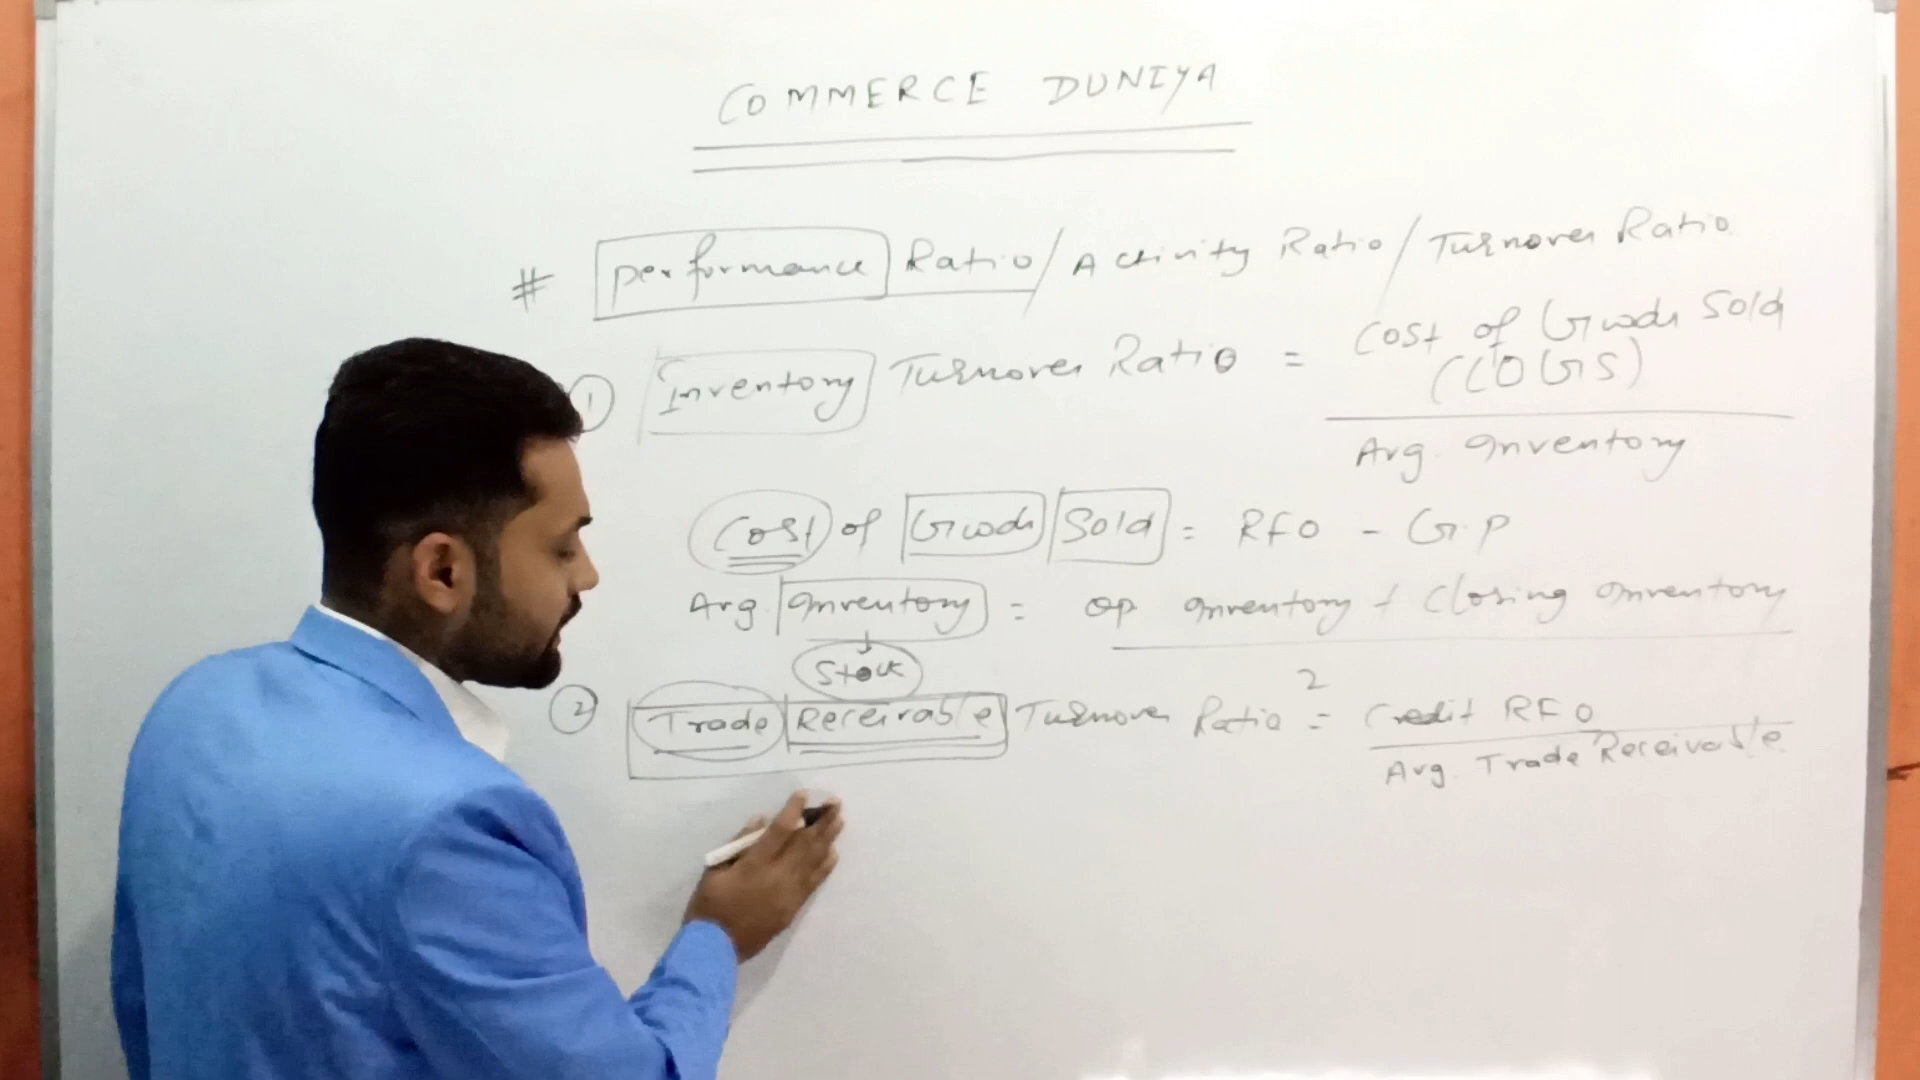 COMMERCE DUNIYA
# Performance Ratio / Activity Ratio / Turnover Ratio
① Inventory Turnover Ratio = Cost of Goods Sold
(COGS)
Avg. Inventory
Cost of Goods Sold = RFO - G.P
Avg Inventory = op Inventory + Closing Inventory
2
Stock
② Trade Receivable Turnover Ratio = Credit RFO
Avg. Trade Receivable